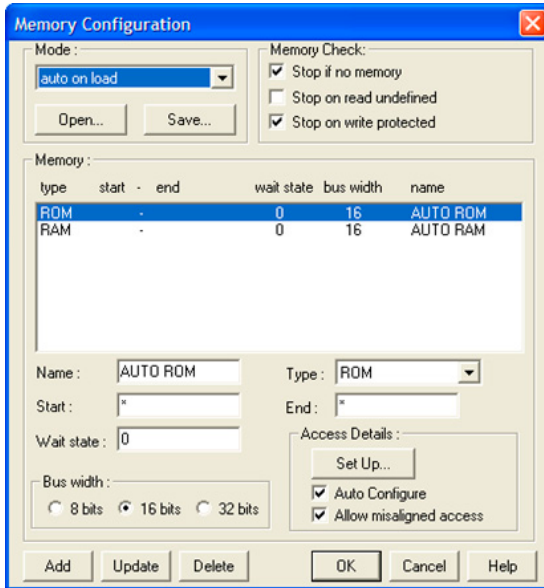 Memory Configuration
Mode :
auto on load
Open...
Save...
Memory Check:
Stop if no memory
Stop on read undefined
Stop on write protected
Memory :
type start - end wait state bus width name
ROM - 0 16 AUTO ROM
RAM - 0 16 AUTO RAM
Name : AUTO ROM
Type : ROM
Start : *
End : *
Wait state : 0
Bus width :
8 bits 16 bits 32 bits
Access Details :
Set Up...
Auto Configure
Allow misaligned access
Add Update Delete OK Cancel Help